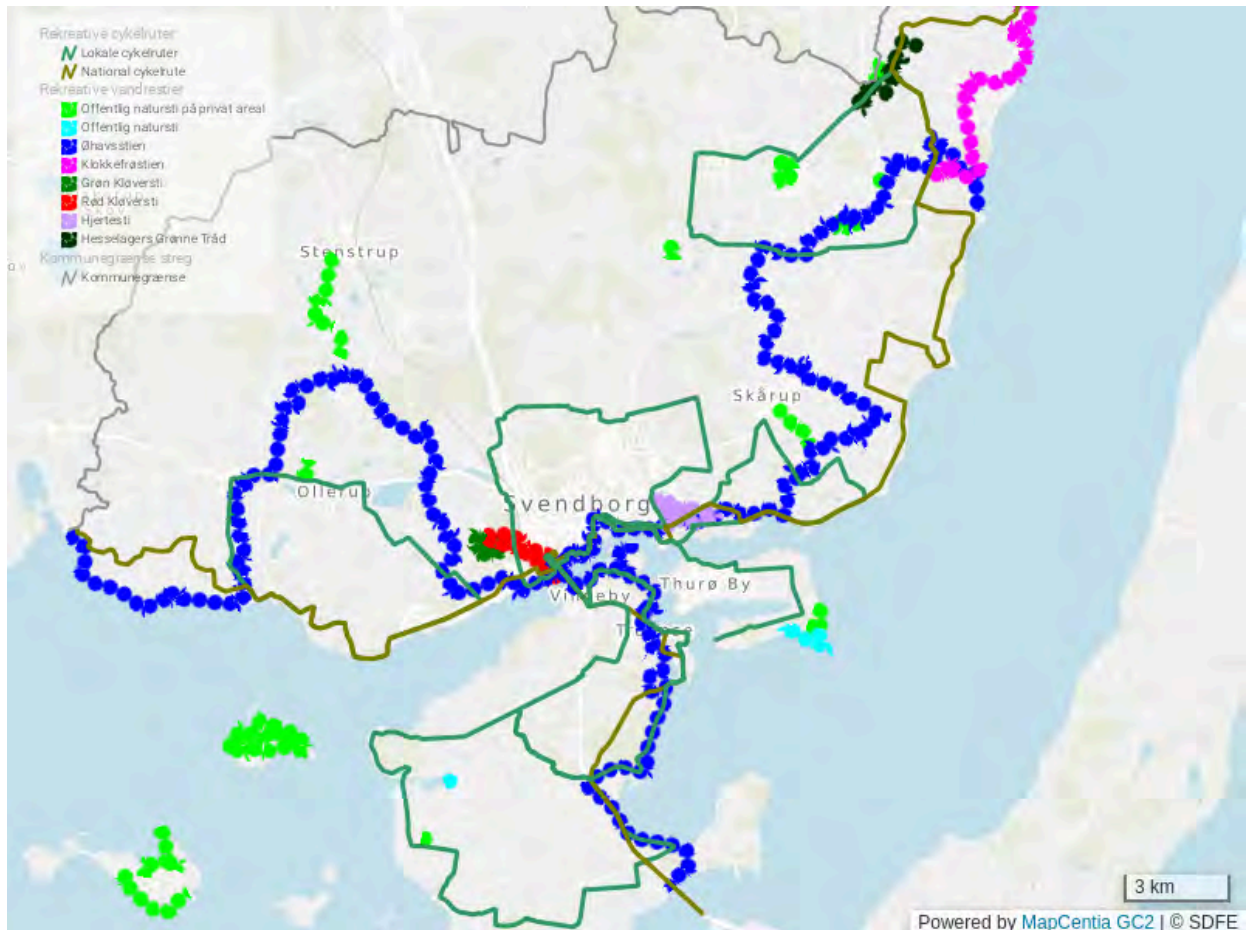 Rekreative cykelruter
Lokale cykelruter
National cykelrute
Rekreative vandrestier
Offentlig natursti på privat areal
Offentlig natursti
Øhavsstien
Klokkefrøstien
Grøn Kløversti
Rød Kløversti
Hjertesti
Hesselagers Grønne Tråd
Kommunegrænse streg
Kommunegrænse
Stenstrup
Skårup
Ollerup
Svendborg
Thurø By
Vindeby
3 km
Powered by MapCentia GC2 | © SDFE